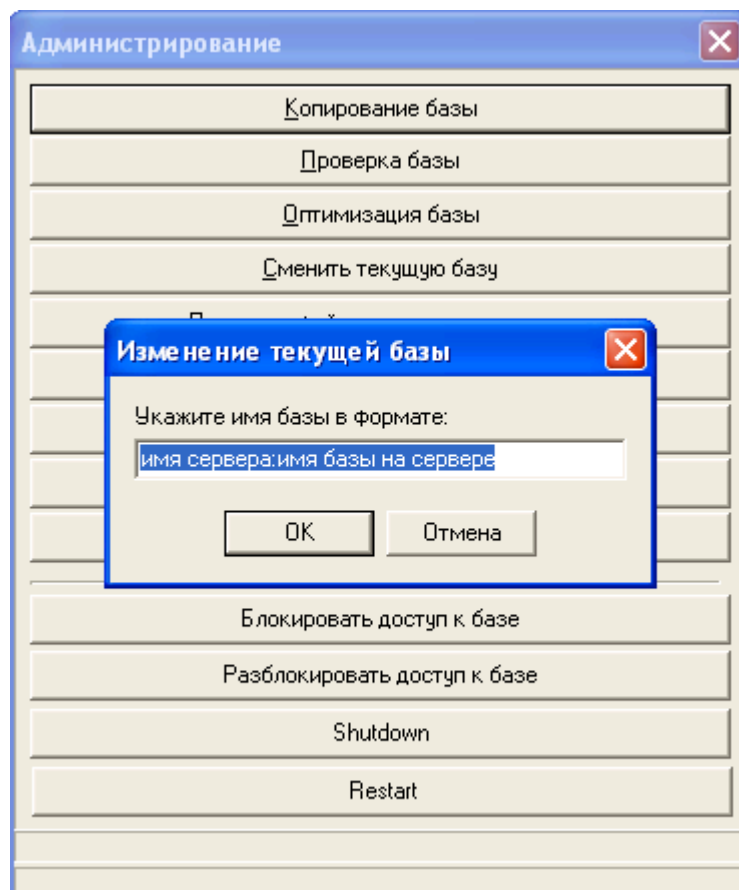 Администрирование
Копирование базы
Проверка базы
Оптимизация базы
Сменить текущую базу
Изменение текущей базы
Укажите имя базы в формате:
имя сервера:имя базы на сервере
OK
Отмена
Блокировать доступ к базе
Разблокировать доступ к базе
Shutdown
Restart